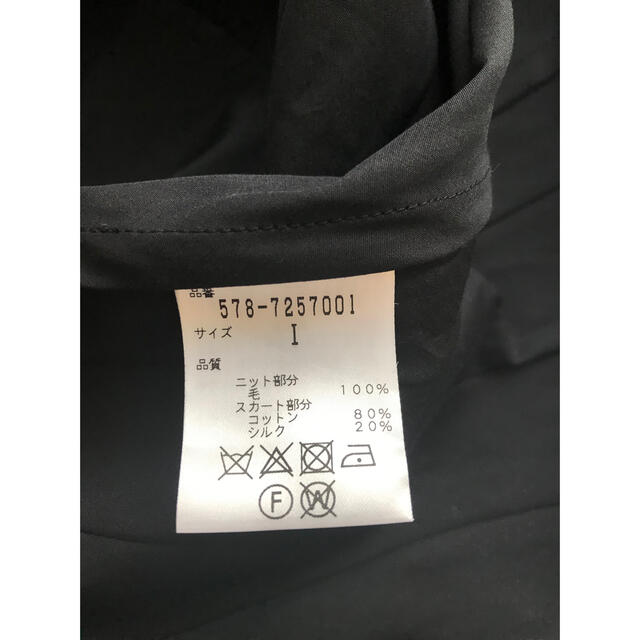 品番
578-7257001
サイズ I
品質
ニット部分
毛 100%
スカート部分
コットン 80%
シルク 20%
F W